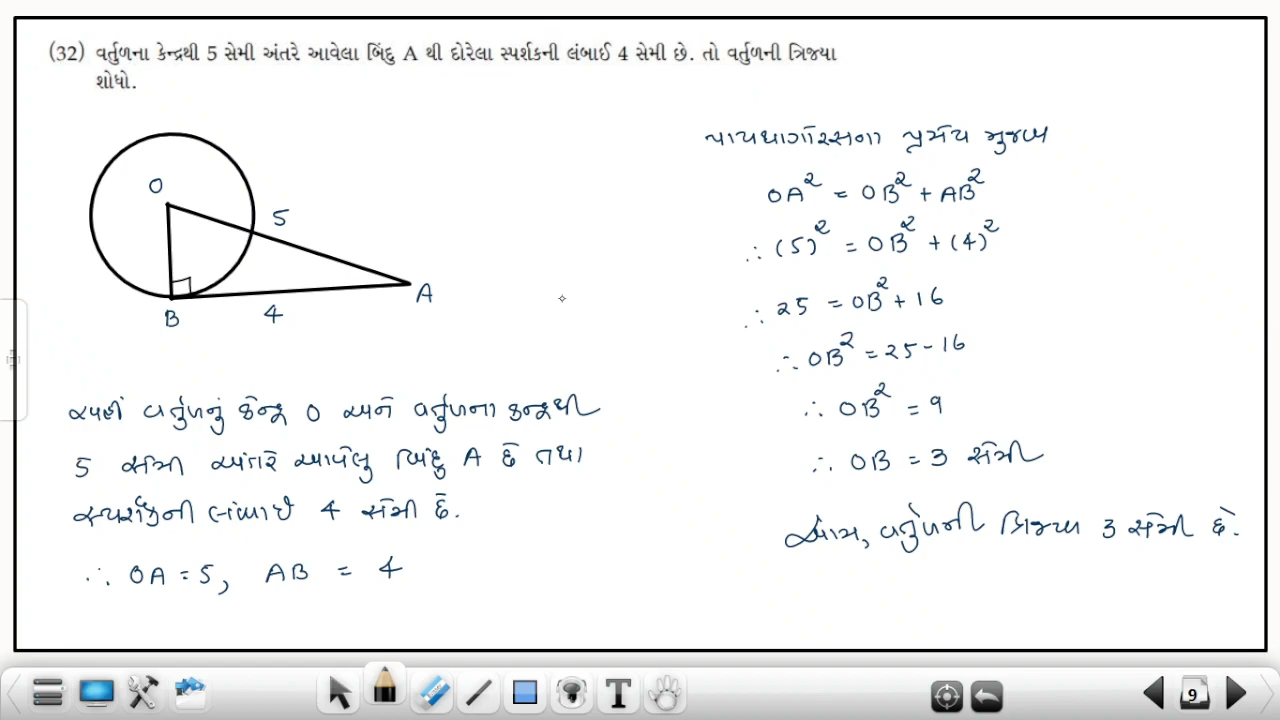 (32) વર્તુળના કેન્દ્રથી 5 સેમી અંતરે આવેલા બિંદુ A થી દોરેલા સ્પર્શકની લંબાઈ 4 સેમી છે. તો વર્તુળની ત્રિજ્યા
શોધો.
O
5
A
B
4
અહીં વર્તુળનું કેન્દ્ર O અને વર્તુળના કેન્દ્રથી
5 સેમી અંતરે આવેલુ બિંદુ A છે તથા
સ્પર્શકની લંબાઈ 4 સેમી છે.
∴ OA = 5, AB = 4
પાયથાગોરસના પ્રમેય મુજબ
OA² = OB² + AB²
∴ (5)² = OB² + (4)²
∴ 25 = OB² + 16
∴ OB² = 25 - 16
∴ OB² = 9
∴ OB = 3 સેમી
આમ, વર્તુળની ત્રિજ્યા 3 સેમી છે.
T
9